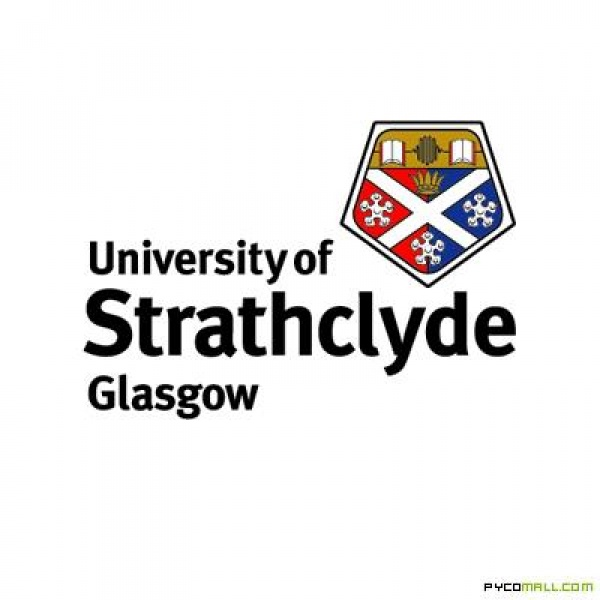 University of
Strathclyde
Glasgow
PYCOMALL.COM